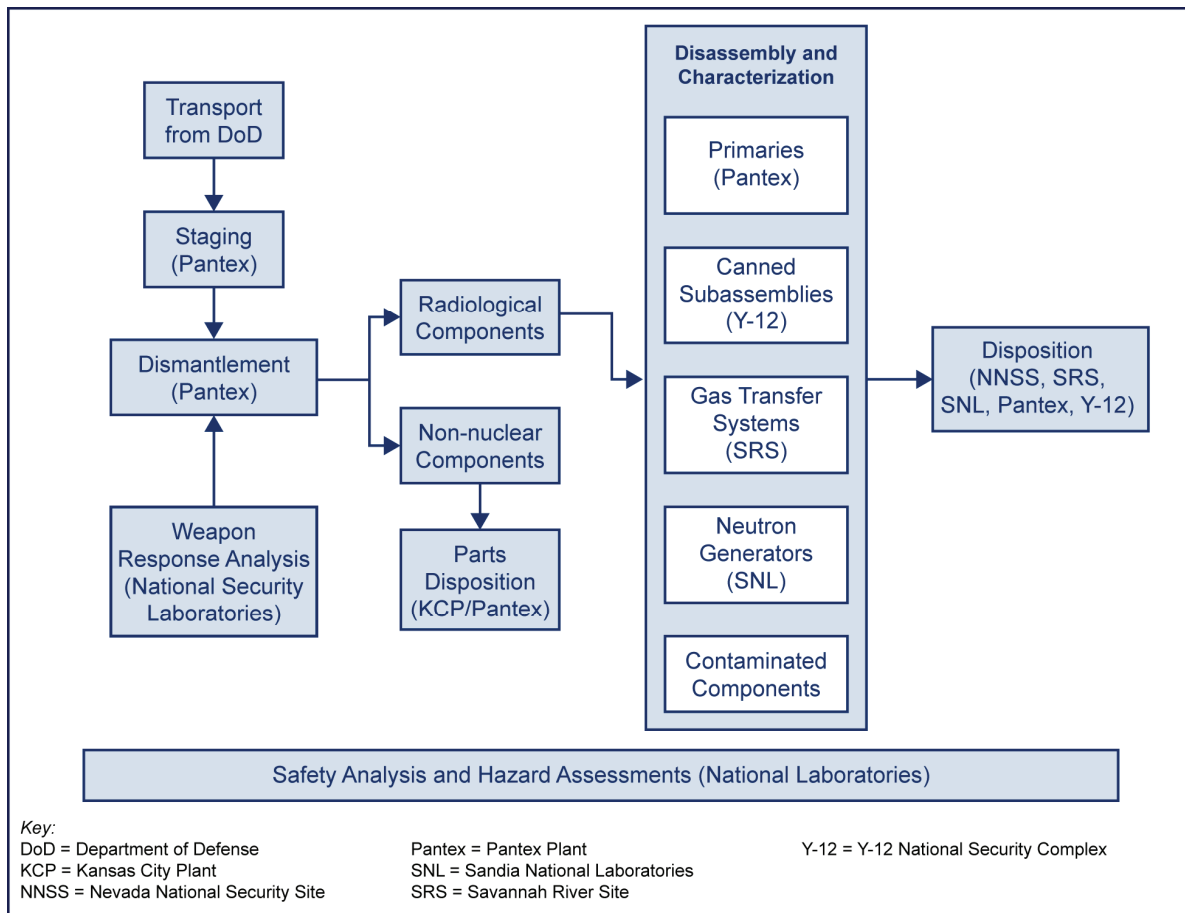 Transport
from DoD
Staging
(Pantex)
Dismantlement
(Pantex)
Weapon
Response Analysis
(National Security
Laboratories)
Radiological
Components
Non-nuclear
Components
Parts
Disposition
(KCP/Pantex)
Disassembly and
Characterization
Primaries
(Pantex)
Canned
Subassemblies
(Y-12)
Gas Transfer
Systems
(SRS)
Neutron
Generators
(SNL)
Contaminated
Components
Disposition
(NNSS, SRS,
SNL, Pantex, Y-12)
Safety Analysis and Hazard Assessments (National Laboratories)
Key:
DoD = Department of Defense
KCP = Kansas City Plant
NNSS = Nevada National Security Site
Pantex = Pantex Plant
SNL = Sandia National Laboratories
SRS = Savannah River Site
Y-12 = Y-12 National Security Complex